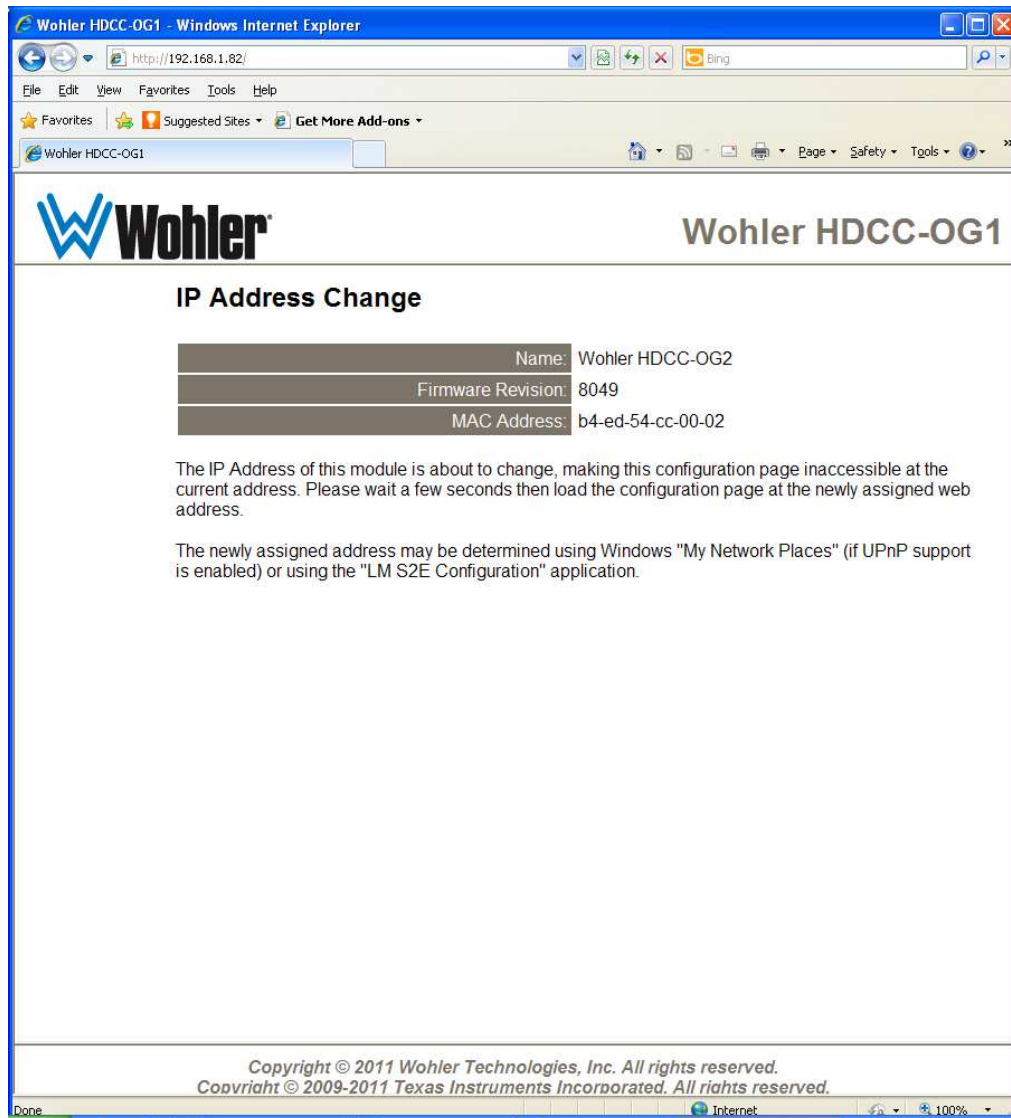 Wohler HDCC-OG1 - Windows Internet Explorer
http://192.168.1.82/
Bing
File Edit View Favorites Tools Help
Favorites Suggested Sites Get More Add-ons
Wohler HDCC-OG1
Page Safety Tools
Wohler
Wohler HDCC-OG1
IP Address Change
Name: Wohler HDCC-OG2
Firmware Revision: 8049
MAC Address: b4-ed-54-cc-00-02
The IP Address of this module is about to change, making this configuration page inaccessible at the
current address. Please wait a few seconds then load the configuration page at the newly assigned web
address.
The newly assigned address may be determined using Windows "My Network Places" (if UPnP support
is enabled) or using the "LM S2E Configuration" application.
Copyright © 2011 Wohler Technologies, Inc. All rights reserved.
Copyright © 2009-2011 Texas Instruments Incorporated. All rights reserved.
Done Internet 100%